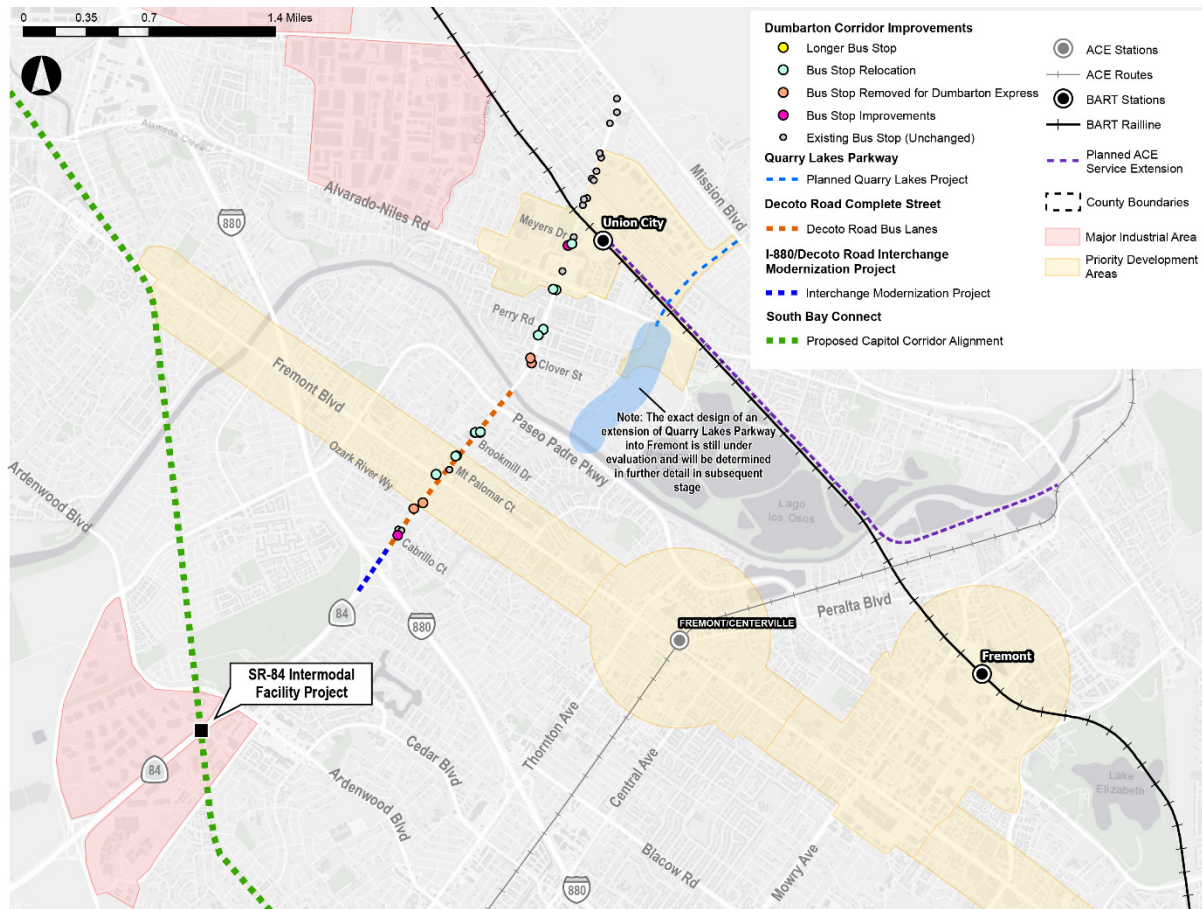 0 0.35 0.7 1.4 Miles
Dumbarton Corridor Improvements
Longer Bus Stop
Bus Stop Relocation
Bus Stop Removed for Dumbarton Express
Bus Stop Improvements
Existing Bus Stop (Unchanged)
Quarry Lakes Parkway
Planned Quarry Lakes Project
Decoto Road Complete Street
Decoto Road Bus Lanes
I-880/Decoto Road Interchange
Modernization Project
Interchange Modernization Project
South Bay Connect
Proposed Capitol Corridor Alignment
ACE Stations
ACE Routes
BART Stations
BART Railline
Planned ACE
Service Extension
County Boundaries
Major Industrial Area
Priority Development
Areas
Alameda Creek
Alvarado-Niles Rd
880
Mission Blvd
Meyers Dr
Union City
Perry Rd
Clover St
Fremont Blvd
Paseo Padre Pkwy
Note: The exact design of an
extension of Quarry Lakes Parkway
into Fremont is still under
evaluation and will be determined
in further detail in subsequent
stage
Brookmill Dr
Ozark River Wy
Mt Palomar Ct
Ardenwood Blvd
Lago
los Osos
Cabrillo Ct
84
880
Peralta Blvd
FREMONT/CENTERVILLE
Fremont
SR-84 Intermodal
Facility Project
84
Cedar Blvd
Thornton Ave
Central Ave
Ardenwood Blvd
Lake
Elizabeth
Blacow Rd
Mowry Ave
880